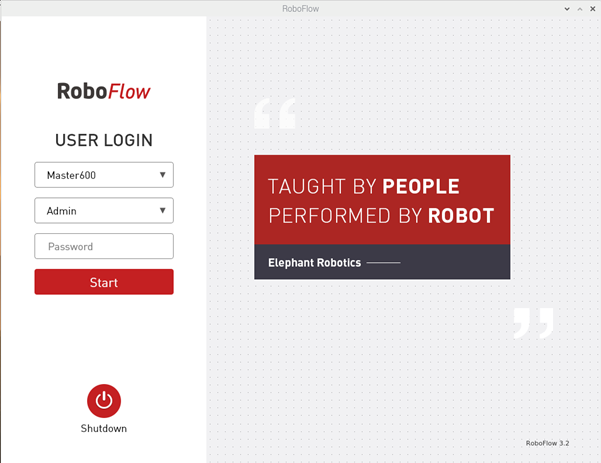 RoboFlow
RoboFlow
USER LOGIN
Master600
Admin
Password
Start
Shutdown
“
TAUGHT BY PEOPLE
PERFORMED BY ROBOT
Elephant Robotics
”
RoboFlow 3.2